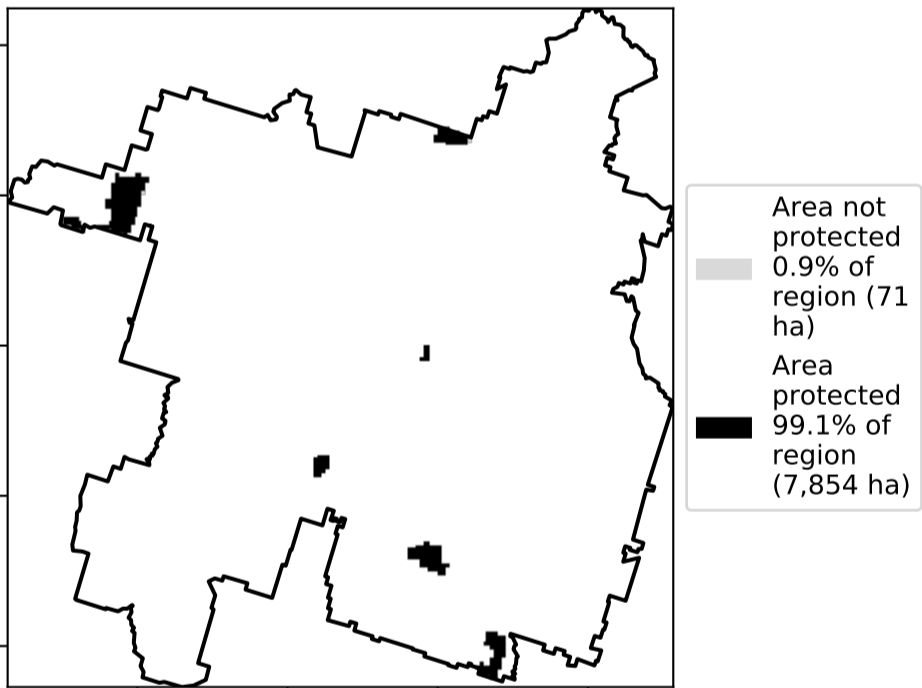 Area not
protected
0.9% of
region (71
ha)
Area
protected
99.1% of
region
(7,854 ha)